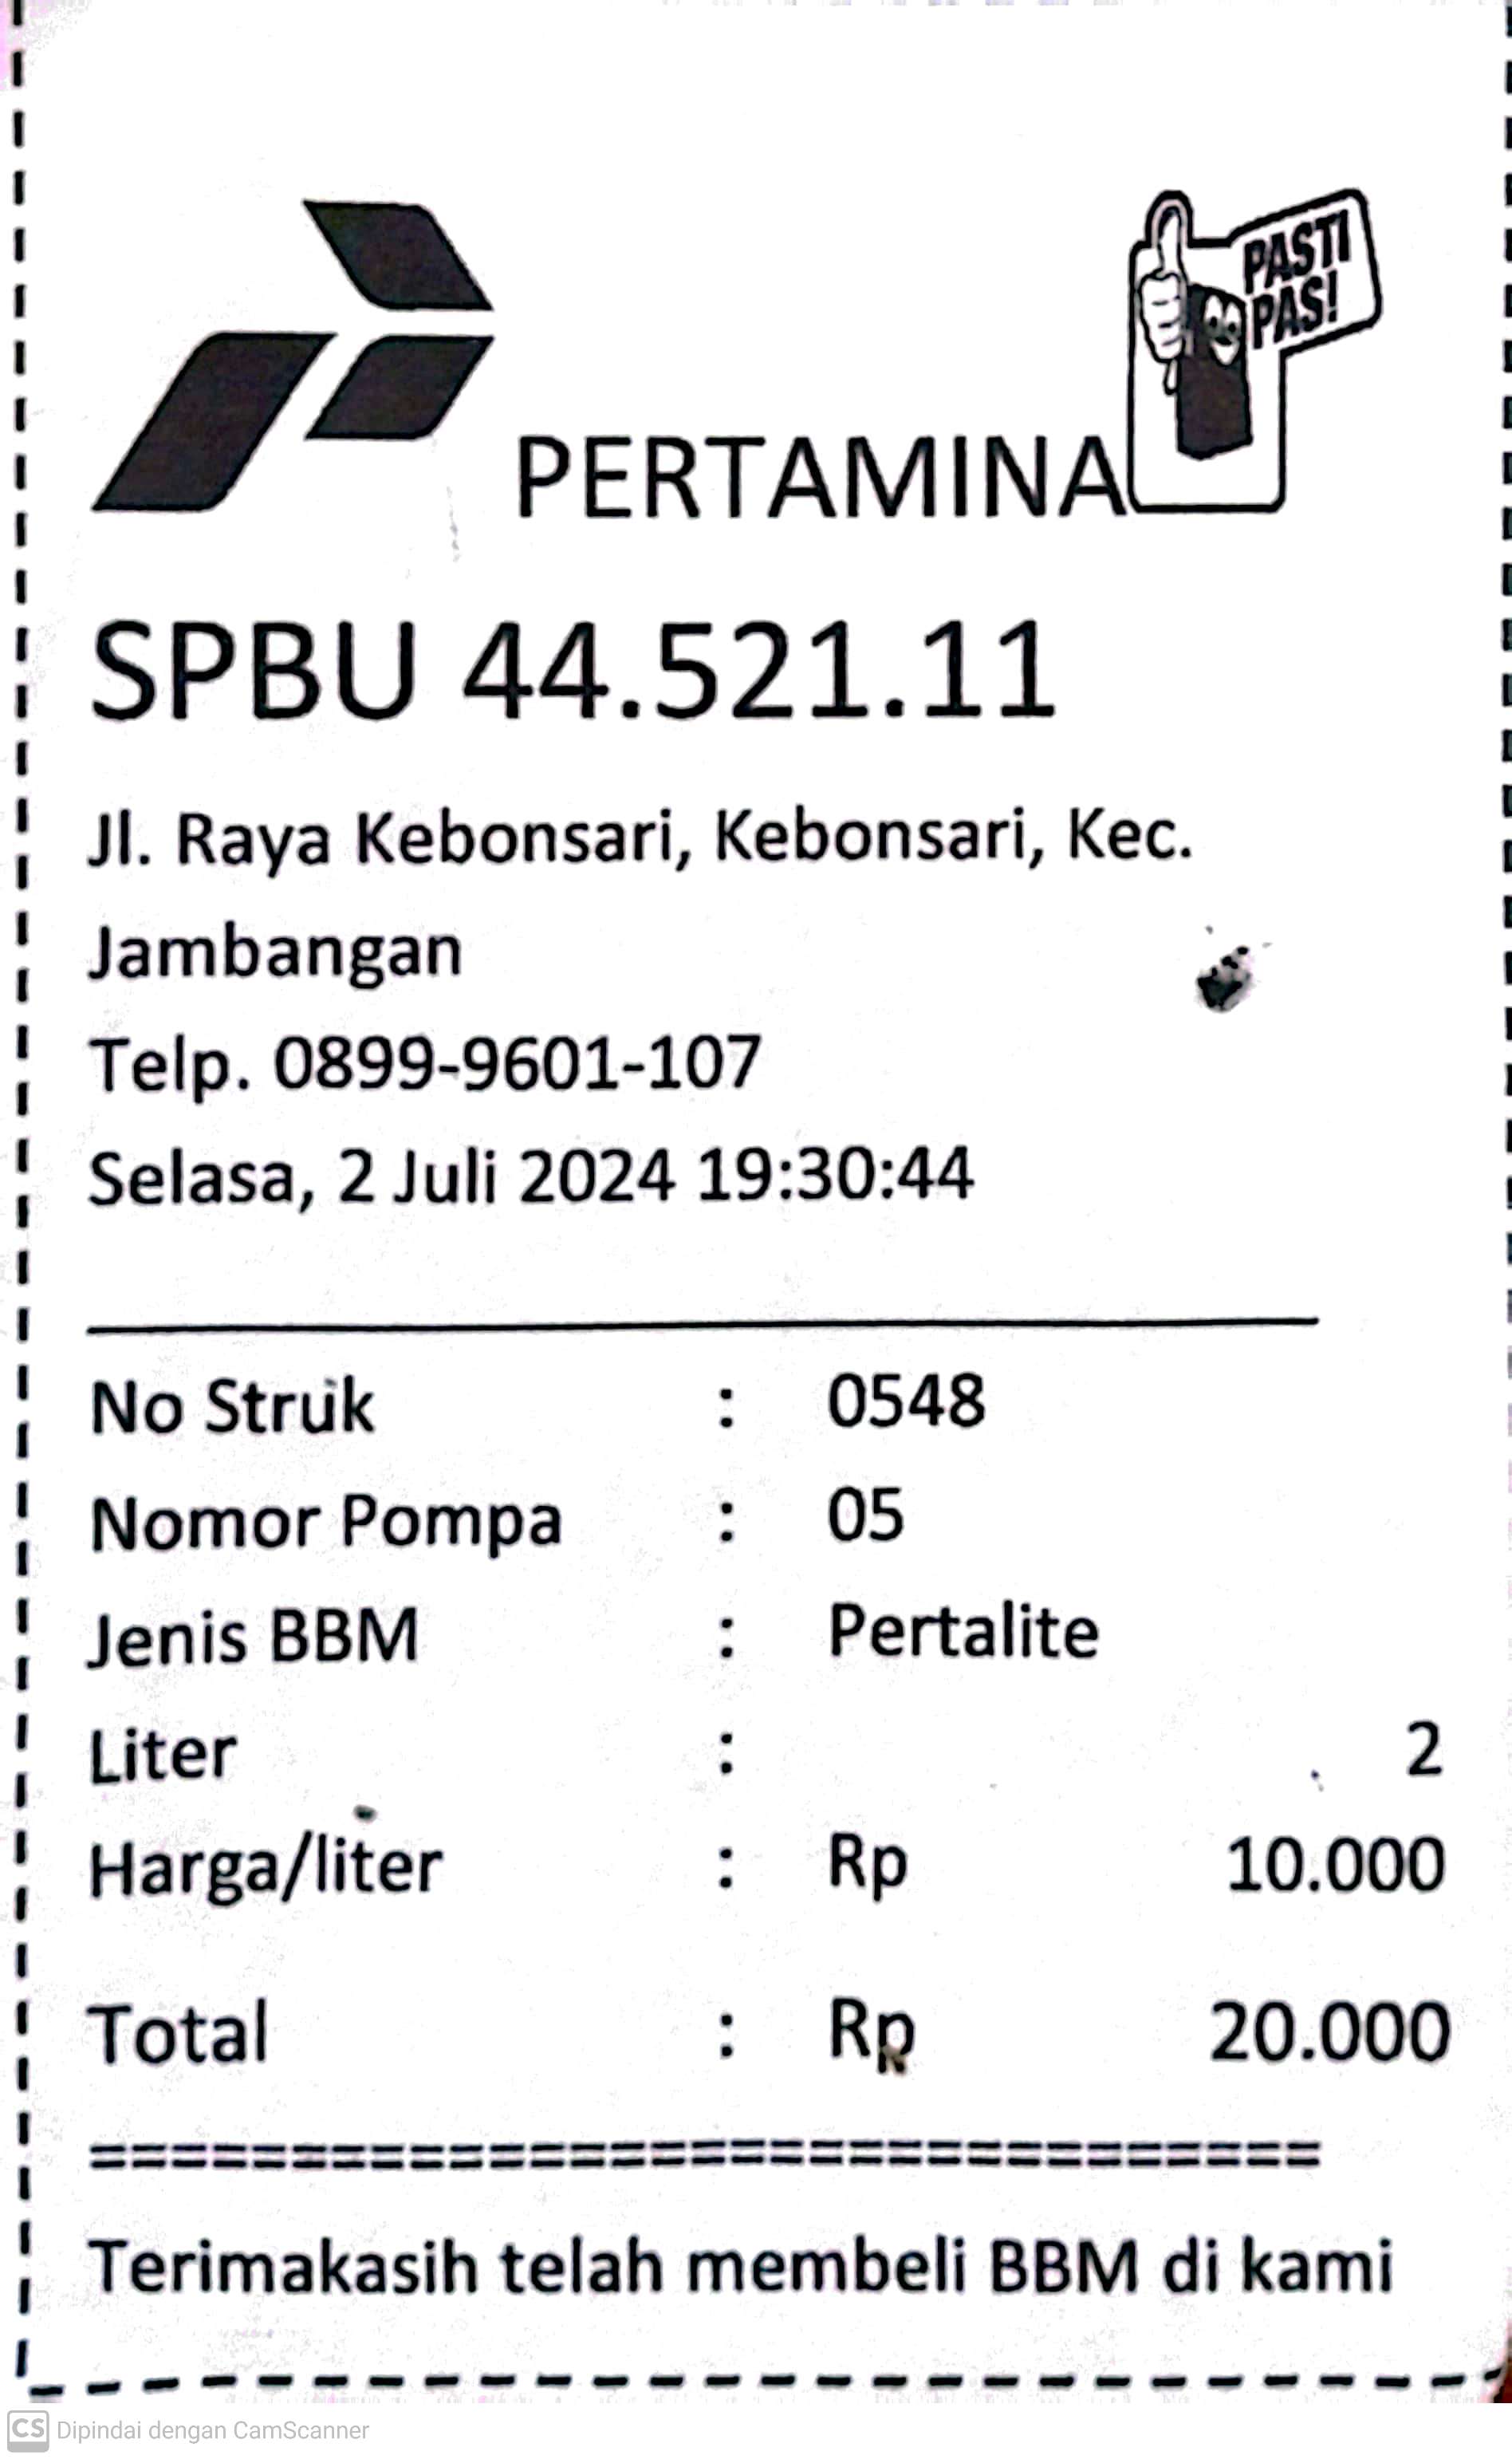 PASTI
PAS!
PERTAMINA
SPBU 44.521.11
Jl. Raya Kebonsari, Kebonsari, Kec.
Jambangan
Telp. 0899-9601-107
Selasa, 2 Juli 2024 19:30:44
No Struk : 0548
Nomor Pompa : 05
Jenis BBM : Pertalite
Liter : 2
Harga/liter : Rp 10.000
Total : Rp 20.000
===============================
Terimakasih telah membeli BBM di kami
CS Dipindai dengan CamScanner